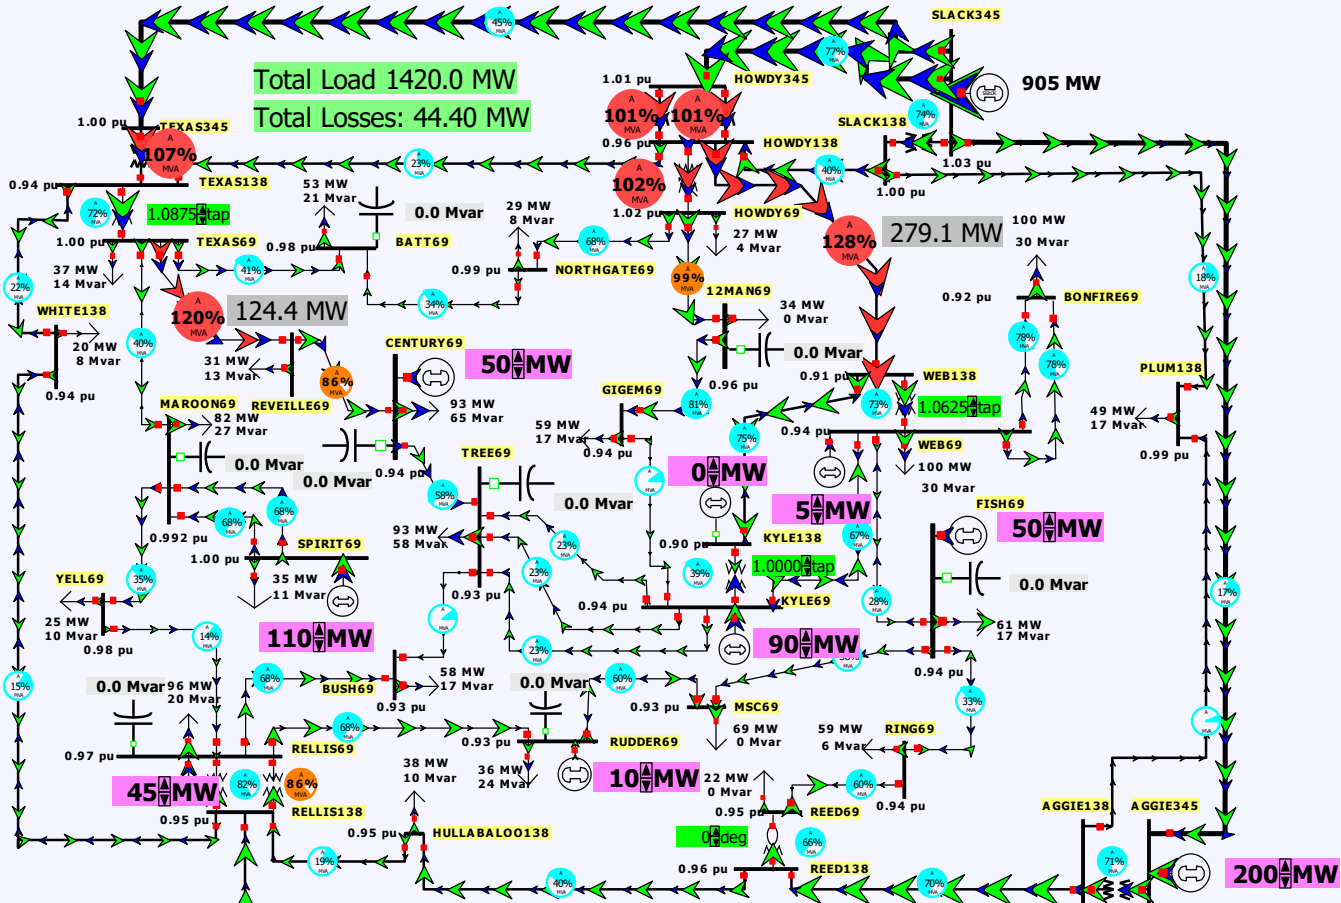 45%
SLACK345
77%
905 MW
slack
Total Load 1420.0 MW
Total Losses: 44.40 MW
1.01 pu
HOWDY345
101%
101%
74%
SLACK138
1.00 pu
TEXAS345
107%
0.96 pu
HOWDY138
1.03 pu
23%
40%
0.94 pu
TEXAS138
102%
1.00 pu
53 MW
21 Mvar
0.0 Mvar
72%
1.0875 tap
29 MW
8 Mvar
1.02 pu
HOWDY69
27 MW
4 Mvar
100 MW
30 Mvar
1.00 pu
TEXAS69
0.98 pu
BATT69
68%
128%
279.1 MW
41%
0.99 pu
NORTHGATE69
99%
18%
37 MW
14 Mvar
22%
34%
12MAN69
34 MW
0 Mvar
0.92 pu
BONFIRE69
WHITE138
120%
124.4 MW
20 MW
8 Mvar
40%
CENTURY69
50 MW
0.0 Mvar
78%
78%
31 MW
13 Mvar
86%
0.96 pu
0.91 pu
WEB138
PLUM138
0.94 pu
REVEILLE69
GIGEM69
81%
73%
1.0625 tap
MAROON69
82 MW
27 Mvar
93 MW
65 Mvar
59 MW
17 Mvar
75%
0.94 pu
WEB69
49 MW
17 Mvar
0.0 Mvar
0.94 pu
TREE69
0.94 pu
0 MW
100 MW
30 Mvar
0.99 pu
0.0 Mvar
58%
0.0 Mvar
5 MW
FISH69
50 MW
68%
68%
93 MW
58 Mvar
23%
67%
0.992 pu
1.00 pu
SPIRIT69
23%
0.90 pu
KYLE138
39%
1.0000 tap
0.0 Mvar
YELL69
35%
35 MW
11 Mvar
0.93 pu
0.94 pu
KYLE69
28%
17%
25 MW
10 Mvar
0.98 pu
14%
110 MW
23%
90 MW
61 MW
17 Mvar
58 MW
17 Mvar
0.94 pu
15%
0.0 Mvar
96 MW
20 Mvar
68%
BUSH69
0.93 pu
0.0 Mvar
60%
0.93 pu
MSC69
33%
68%
69 MW
0 Mvar
59 MW
6 Mvar
RING69
0.97 pu
RELLIS69
0.93 pu
RUDDER69
38 MW
10 Mvar
36 MW
24 Mvar
10 MW
22 MW
0 Mvar
60%
0.94 pu
45 MW
82%
86%
0.95 pu
RELLIS138
0.95 pu
REED69
AGGIE138
AGGIE345
0.95 pu
HULLABALOO138
0 deg
66%
19%
0.96 pu
REED138
71%
40%
70%
200 MW